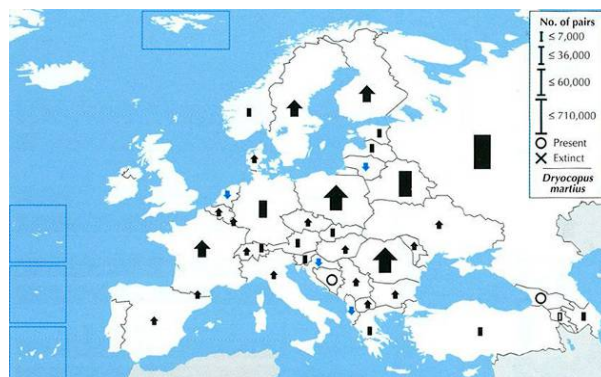 No. of pairs
≤ 7,000
≤ 36,000
≤ 60,000
≤ 710,000
Present
Extinct
Dryocopus
martius